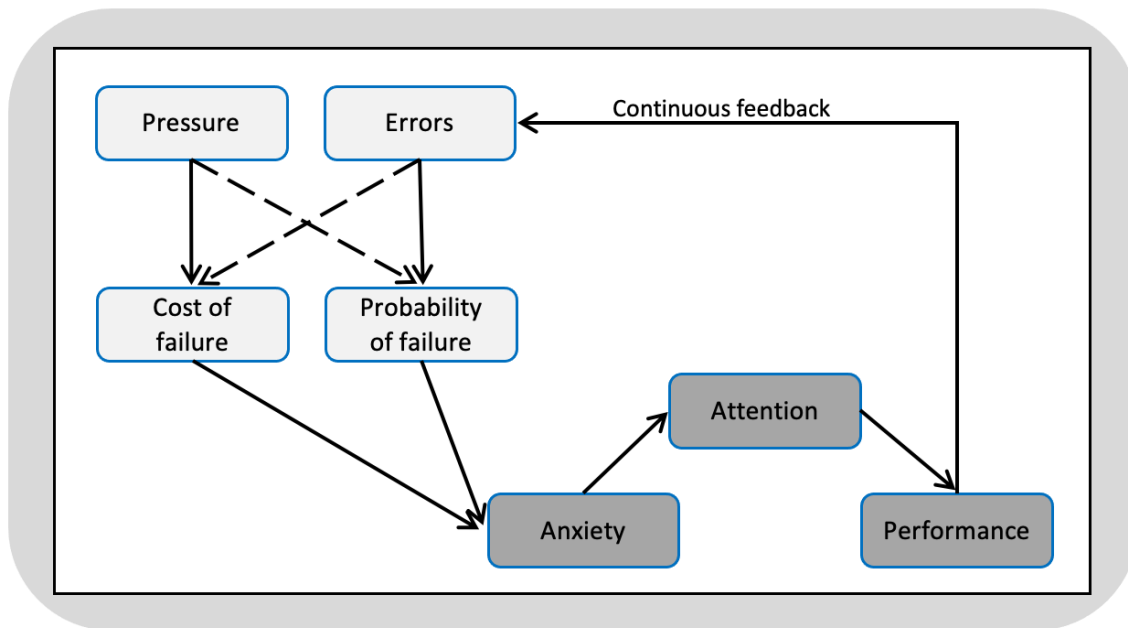 Pressure
Errors
Continuous feedback
Cost of
failure
Probability
of failure
Attention
Anxiety
Performance